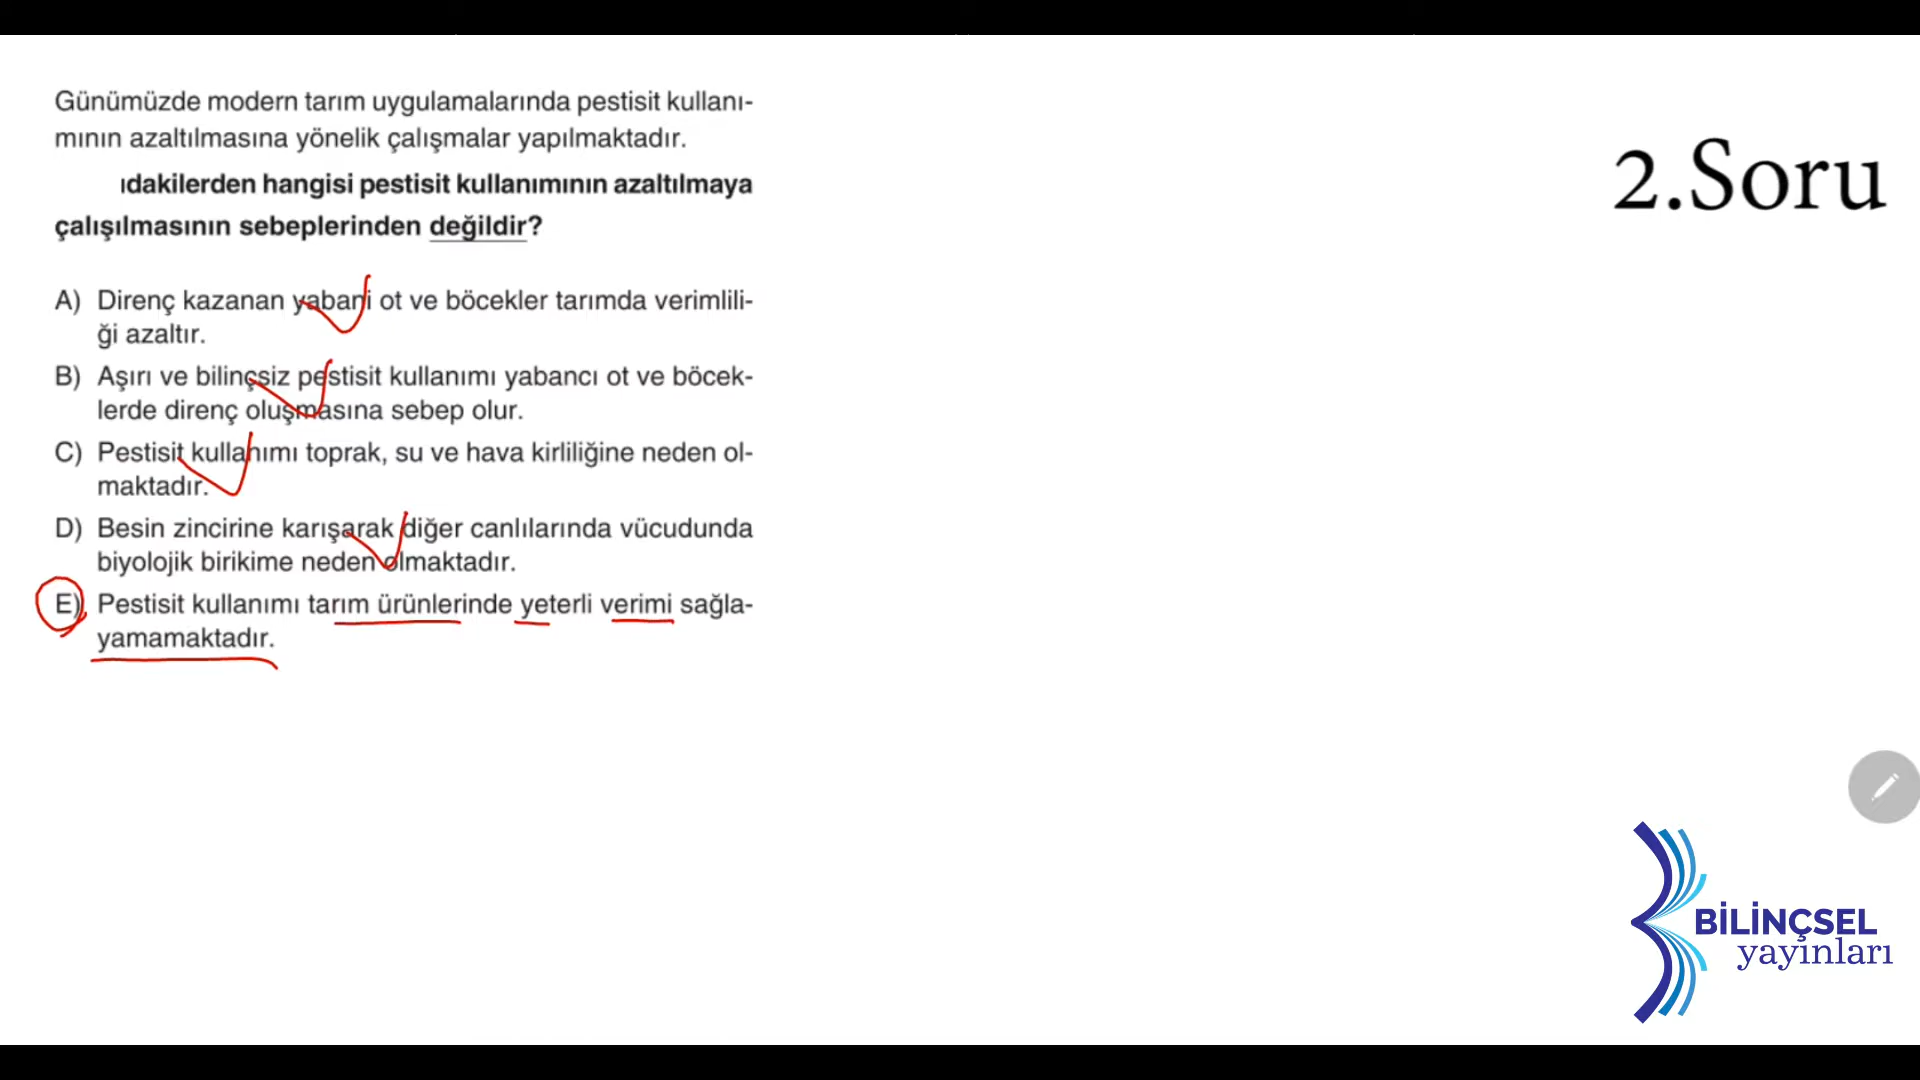 Günümüzde modern tarım uygulamalarında pestisit kullanı-
mının azaltılmasına yönelik çalışmalar yapılmaktadır.
hangisi pestisit kullanımının azaltılmaya
çalışılmasının sebeplerinden değildir?
2.Soru
A) Direnç kazanan yabani ot ve böcekler tarımda verimlili-
ği azaltır.
B) Aşırı ve bilinçsiz pestisit kullanımı yabancı ot ve böcek-
lerde direnç oluşmasına sebep olur.
C) Pestisit kullanımı toprak, su ve hava kirliliğine neden ol-
maktadır.
D) Besin zincirine karışarak diğer canlılarında vücudunda
biyolojik birikime neden olmaktadır.
E) Pestisit kullanımı tarım ürünlerinde yeterli verimi sağla-
yamamaktadır.
BİLİNÇSEL
yayınları